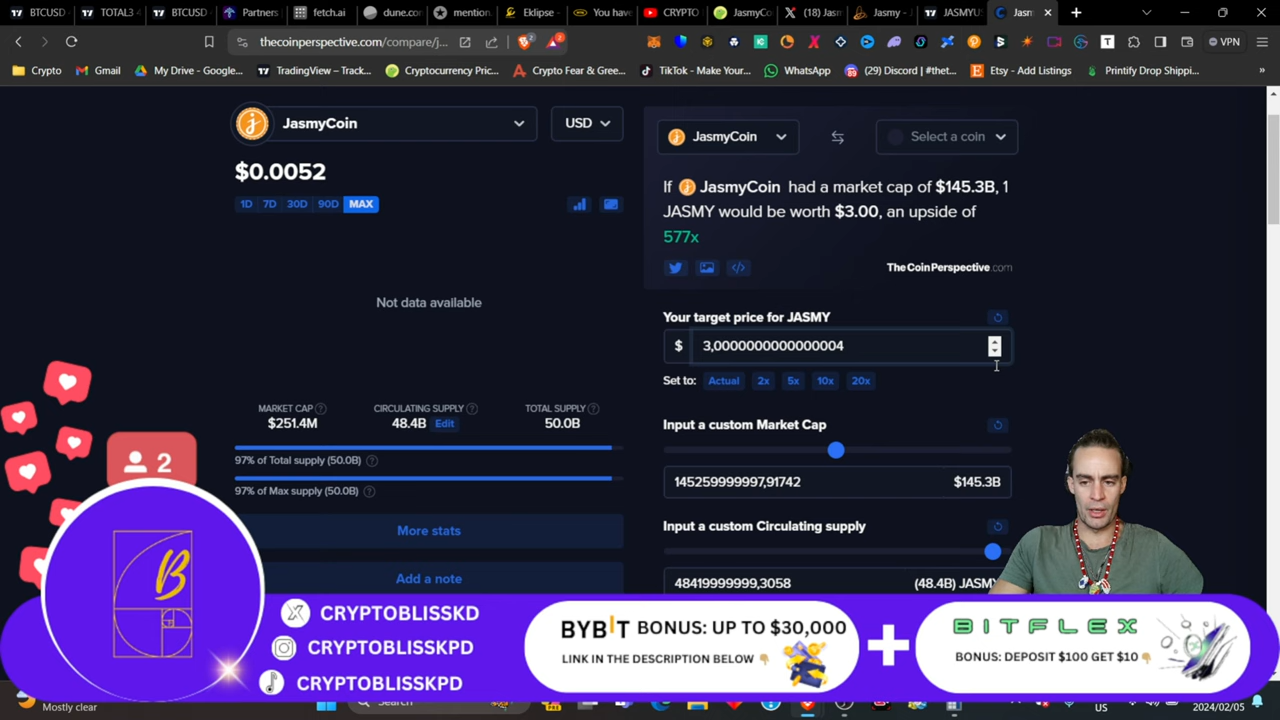 BTCUSD
TOTAL3
BTCUSD
Partners
fetch.ai
dune.co
mention.
Eklipse -
You have
CRYPTO
JasmyCo
(18) Jasm
Jasmy -
JASMYUS
Jasm
thecoinperspective.com/compare/j...
VPN
Crypto
Gmail
My Drive - Google...
TradingView – Track...
Cryptocurrency Pric...
Crypto Fear & Gree...
TikTok - Make Your...
WhatsApp
(29) Discord | #thet...
Etsy - Add Listings
Printify Drop Shippi...
JasmyCoin
USD
$0.0052
1D 7D 30D 90D MAX
Not data available
MARKET CAP CIRCULATING SUPPLY TOTAL SUPPLY
$251.4M 48.4B Edit 50.0B
97% of Total supply (50.0B)
97% of Max supply (50.0B)
More stats
Add a note
JasmyCoin
Select a coin
If JasmyCoin had a market cap of $145.3B, 1
JASMY would be worth $3.00, an upside of
577x
TheCoinPerspective.com
Your target price for JASMY
$ 3,0000000000000004
Set to: Actual 2x 5x 10x 20x
Input a custom Market Cap
145259999997,91742 $145.3B
Input a custom Circulating supply
48419999999,3058 (48.4B) JASMY
2
B
CRYPTOBLISSKD
CRYPTOBLISSKPD
CRYPTOBLISSKPD
BYBIT BONUS: UP TO $30,000
LINK IN THE DESCRIPTION BELOW
BITFLEX
BONUS: DEPOSIT $100 GET $10
Mostly clear
Search
US
2024/02/05